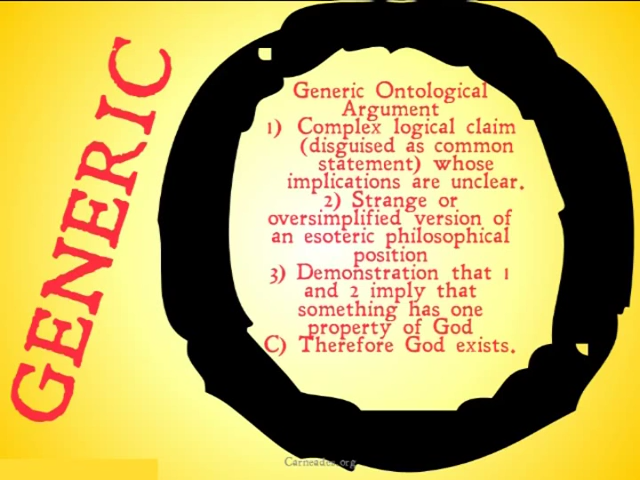 GENERIC
Generic Ontological
Argument
1) Complex logical claim
(disguised as common
statement) whose
implications are unclear.
2) Strange or
oversimplified version of
an esoteric philosophical
position
3) Demonstration that 1
and 2 imply that
something has one
property of God
C) Therefore God exists.
Carneades.org